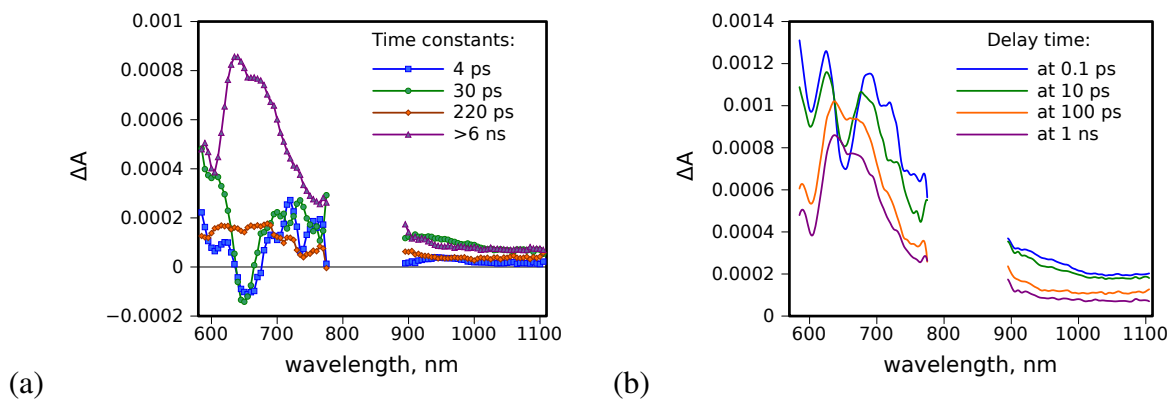 0.001
0.0008
0.0006
0.0004
0.0002
0
−0.0002
ΔA
600 700 800 900 1000 1100
wavelength, nm
Time constants:
4 ps
30 ps
220 ps
>6 ns
(a)
0.0014
0.0012
0.001
0.0008
0.0006
0.0004
0.0002
0
ΔA
600 700 800 900 1000 1100
wavelength, nm
Delay time:
at 0.1 ps
at 10 ps
at 100 ps
at 1 ns
(b)